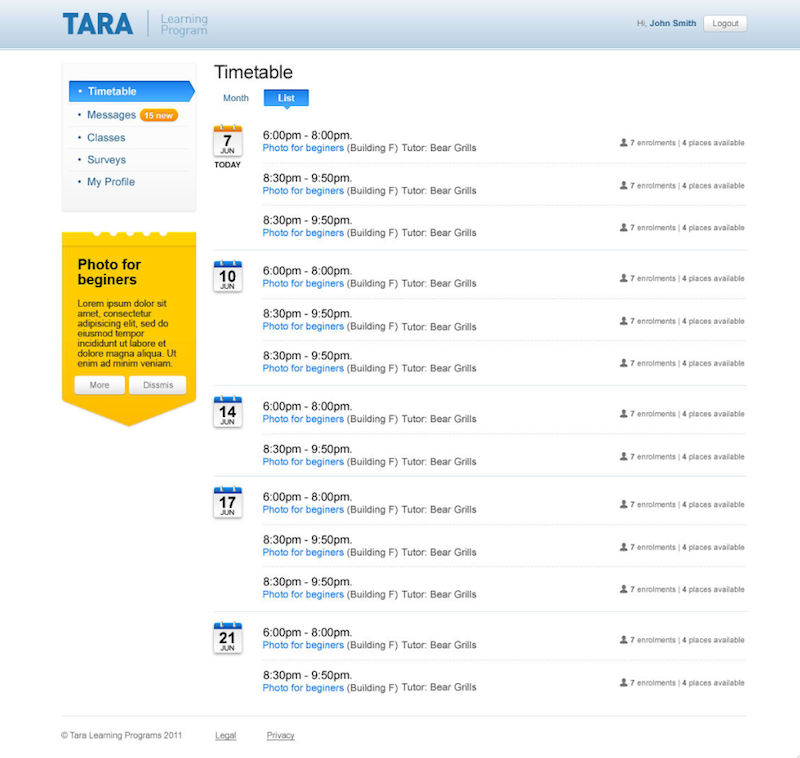 TARA
Learning
Program
Hi, John Smith
Logout
• Timetable
• Messages 15 new
• Classes
• Surveys
• My Profile
Photo for
beginers
Lorem ipsum dolor sit
amet, consectetur
adipisicing elit, sed do
eiusmod tempor
incididunt ut labore et
dolore magna aliqua. Ut
enim ad minim veniam.
More
Dissmis
Timetable
Month
List
7
JUN
TODAY
6:00pm - 8:00pm.
Photo for beginers (Building F) Tutor: Bear Grills
7 enrolments | 4 places available
8:30pm - 9:50pm.
Photo for beginers (Building F) Tutor: Bear Grills
7 enrolments | 4 places available
8:30pm - 9:50pm.
Photo for beginers (Building F) Tutor: Bear Grills
7 enrolments | 4 places available
10
JUN
6:00pm - 8:00pm.
Photo for beginers (Building F) Tutor: Bear Grills
7 enrolments | 4 places available
8:30pm - 9:50pm.
Photo for beginers (Building F) Tutor: Bear Grills
7 enrolments | 4 places available
8:30pm - 9:50pm.
Photo for beginers (Building F) Tutor: Bear Grills
7 enrolments | 4 places available
14
JUN
6:00pm - 8:00pm.
Photo for beginers (Building F) Tutor: Bear Grills
7 enrolments | 4 places available
8:30pm - 9:50pm.
Photo for beginers (Building F) Tutor: Bear Grills
7 enrolments | 4 places available
17
JUN
6:00pm - 8:00pm.
Photo for beginers (Building F) Tutor: Bear Grills
7 enrolments | 4 places available
8:30pm - 9:50pm.
Photo for beginers (Building F) Tutor: Bear Grills
7 enrolments | 4 places available
8:30pm - 9:50pm.
Photo for beginers (Building F) Tutor: Bear Grills
7 enrolments | 4 places available
21
JUN
6:00pm - 8:00pm.
Photo for beginers (Building F) Tutor: Bear Grills
7 enrolments | 4 places available
8:30pm - 9:50pm.
Photo for beginers (Building F) Tutor: Bear Grills
7 enrolments | 4 places available
© Tara Learning Programs 2011
Legal
Privacy